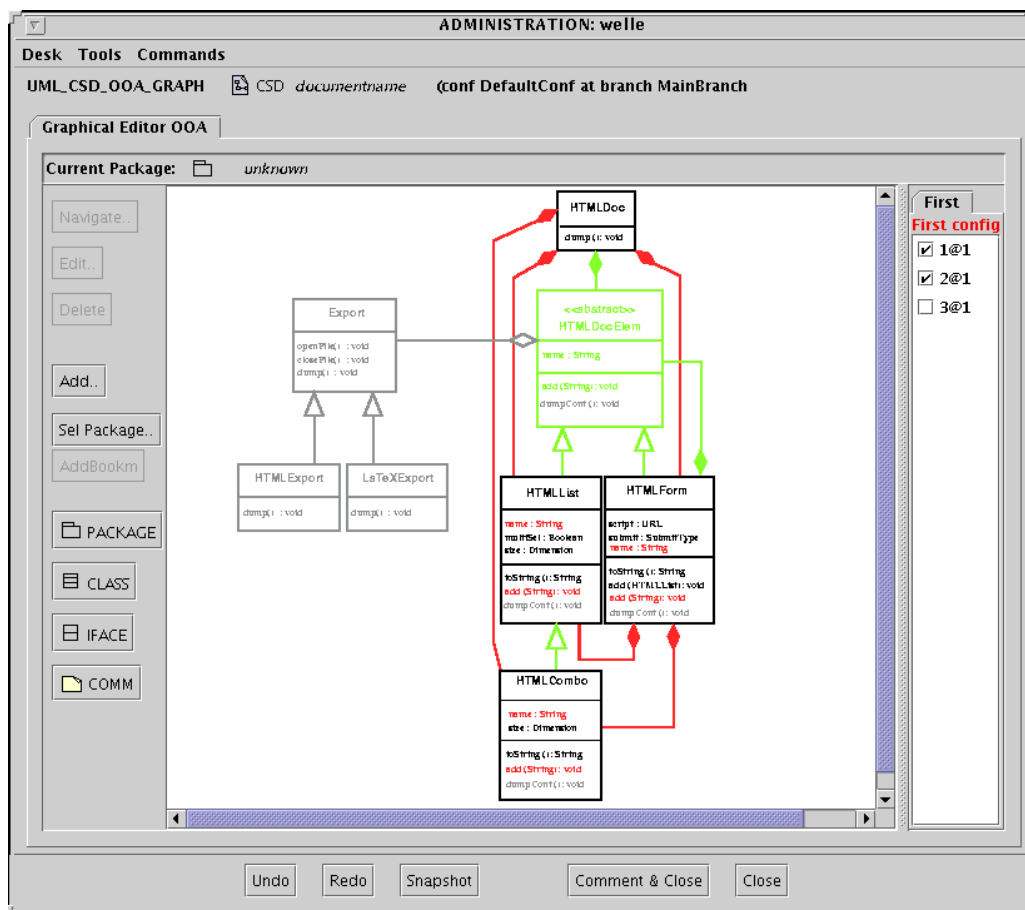 ADMINISTRATION: welle
Desk Tools Commands
UML_CSD_OOA_GRAPH CSD documentname (conf DefaultConf at branch MainBranch
Graphical Editor OOA
Current Package: unknown
Navigate..
Edit..
Delete
Add..
Sel Package..
AddBookm
PACKAGE
CLASS
IFACE
COMM
HTMLDoc
dump(): void
<<abstract>>
HTMLDocElem
name : String
add(String): void
dumpConf(): void
Export
openFile() : void
closeFile() : void
dump() : void
HTMLExport
dump() : void
LaTeXExport
dump() : void
HTMLList
name : String
multSel : Boolean
size : Dimension
toString(): String
add (String): void
dumpConf(): void
HTMLForm
script : URL
submit : SubmitType
name : String
toString(): String
add (HTMLList): void
add (String): void
dumpConf(): void
HTMLCombo
name : String
size : Dimension
toString(): String
add (String): void
dumpConf(): void
First
First config
1@1
2@1
3@1
Undo Redo Snapshot Comment & Close Close